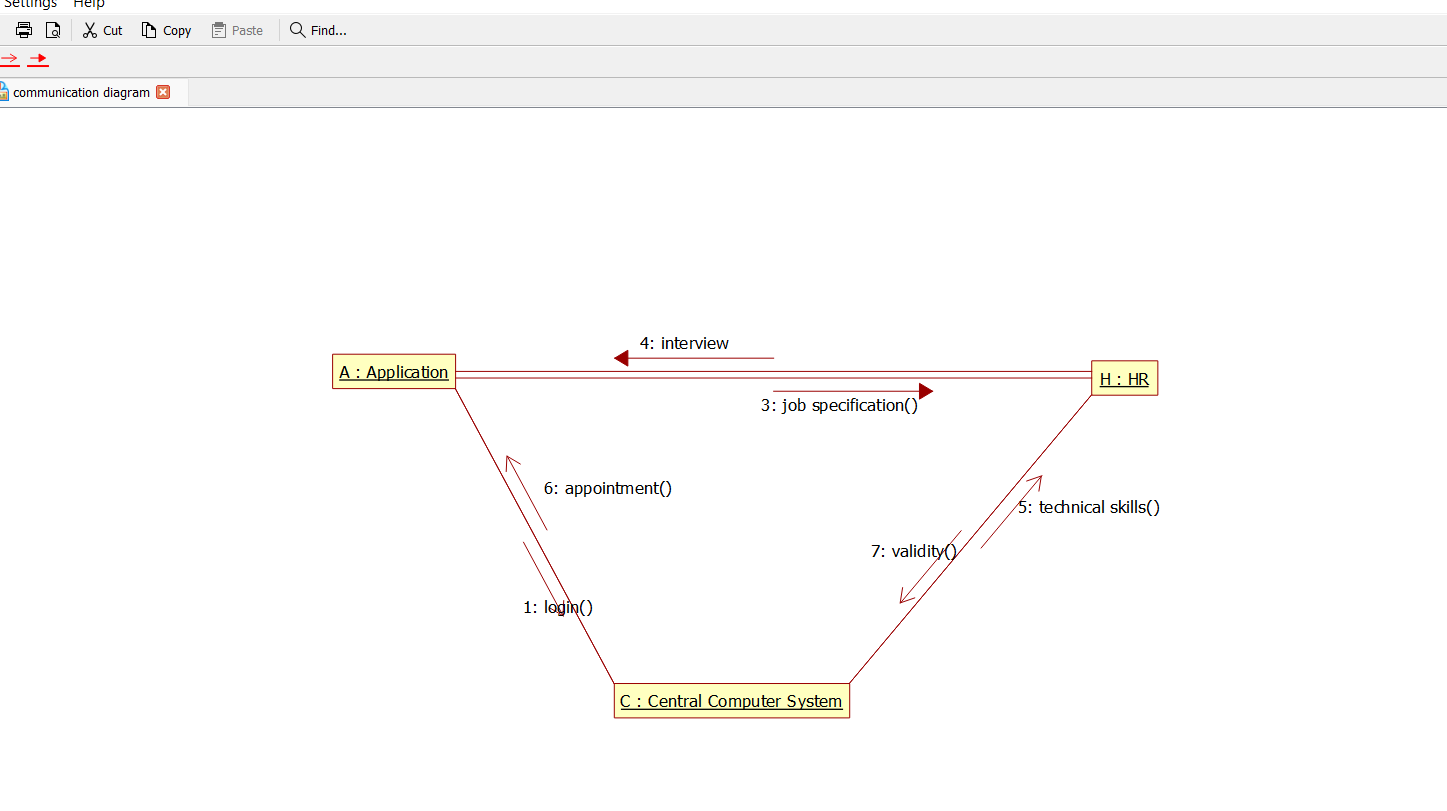 Settings Help
Cut Copy Paste Find...
communication diagram
4: interview
A : Application
H : HR
3: job specification()
6: appointment()
5: technical skills()
7: validity()
1: login()
C : Central Computer System